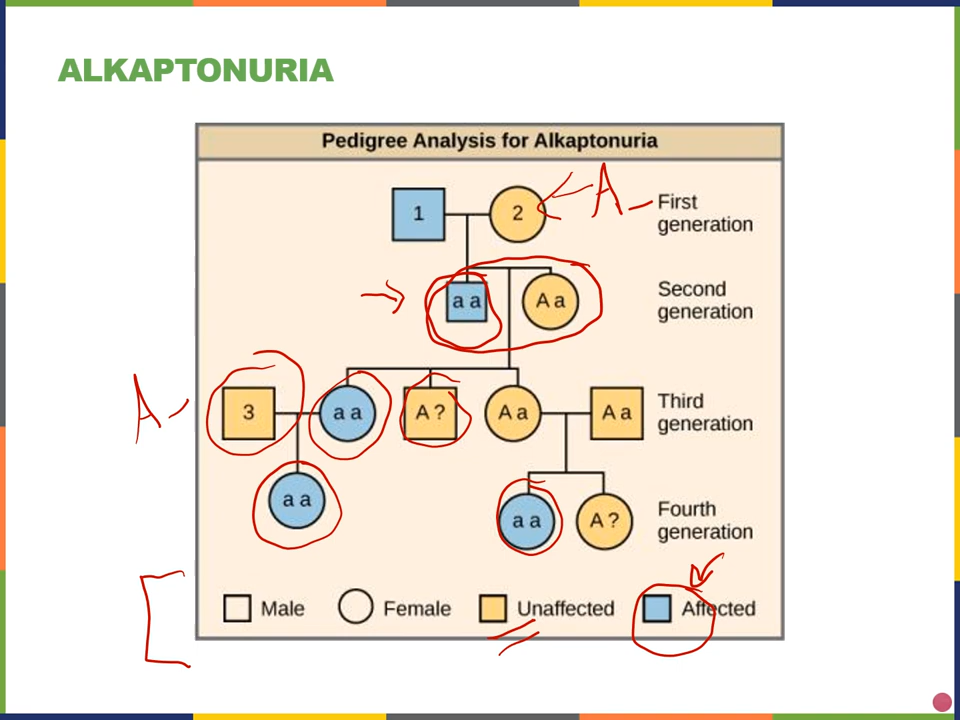 ALKAPTONURIA
Pedigree Analysis for Alkaptonuria
1 2 A _ First
generation
a a A a Second
generation
A _ 3 a a A ? A a A a Third
generation
a a a a A ? Fourth
generation
Male Female Unaffected Affected